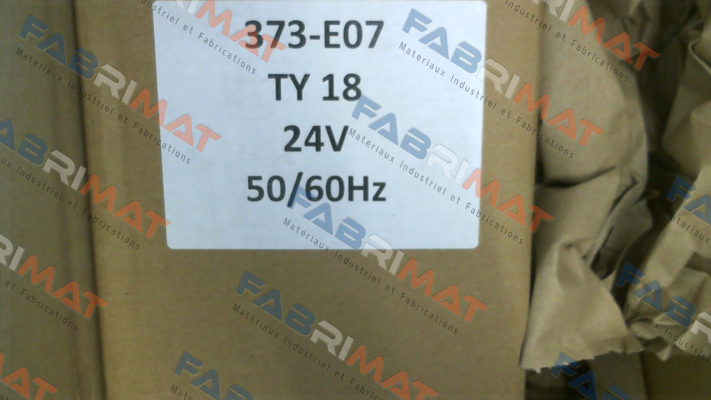 373-E07
TY 18
24V
50/60Hz
FABRIMAT
Matériaux Industriel et Fabrications